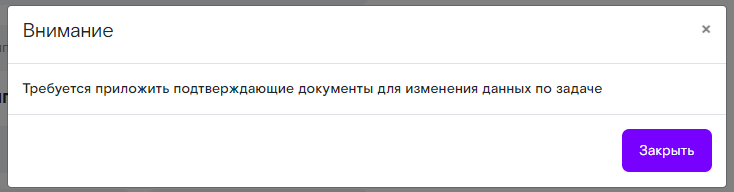 Внимание
×
Требуется приложить подтверждающие документы для изменения данных по задаче
Закрыть